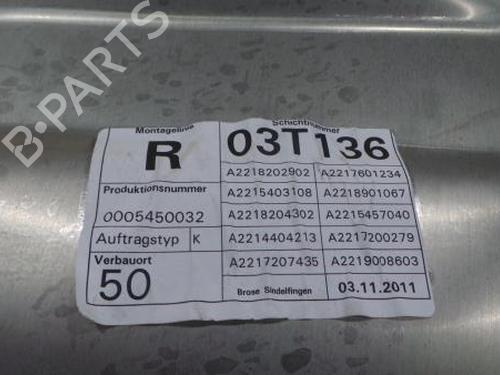 B-PARTS
Montagelinie
Schichtnummer
R
03T136
A2218202902 A2217601234
Produktionsnummer
A2215403108 A2218901067
0005450032
A2218204302 A2215457040
Auftragstyp K
A2214404213 A2217200279
Verbauort
A2217207435 A2219008603
50
Brose Sindelfingen
03.11.2011